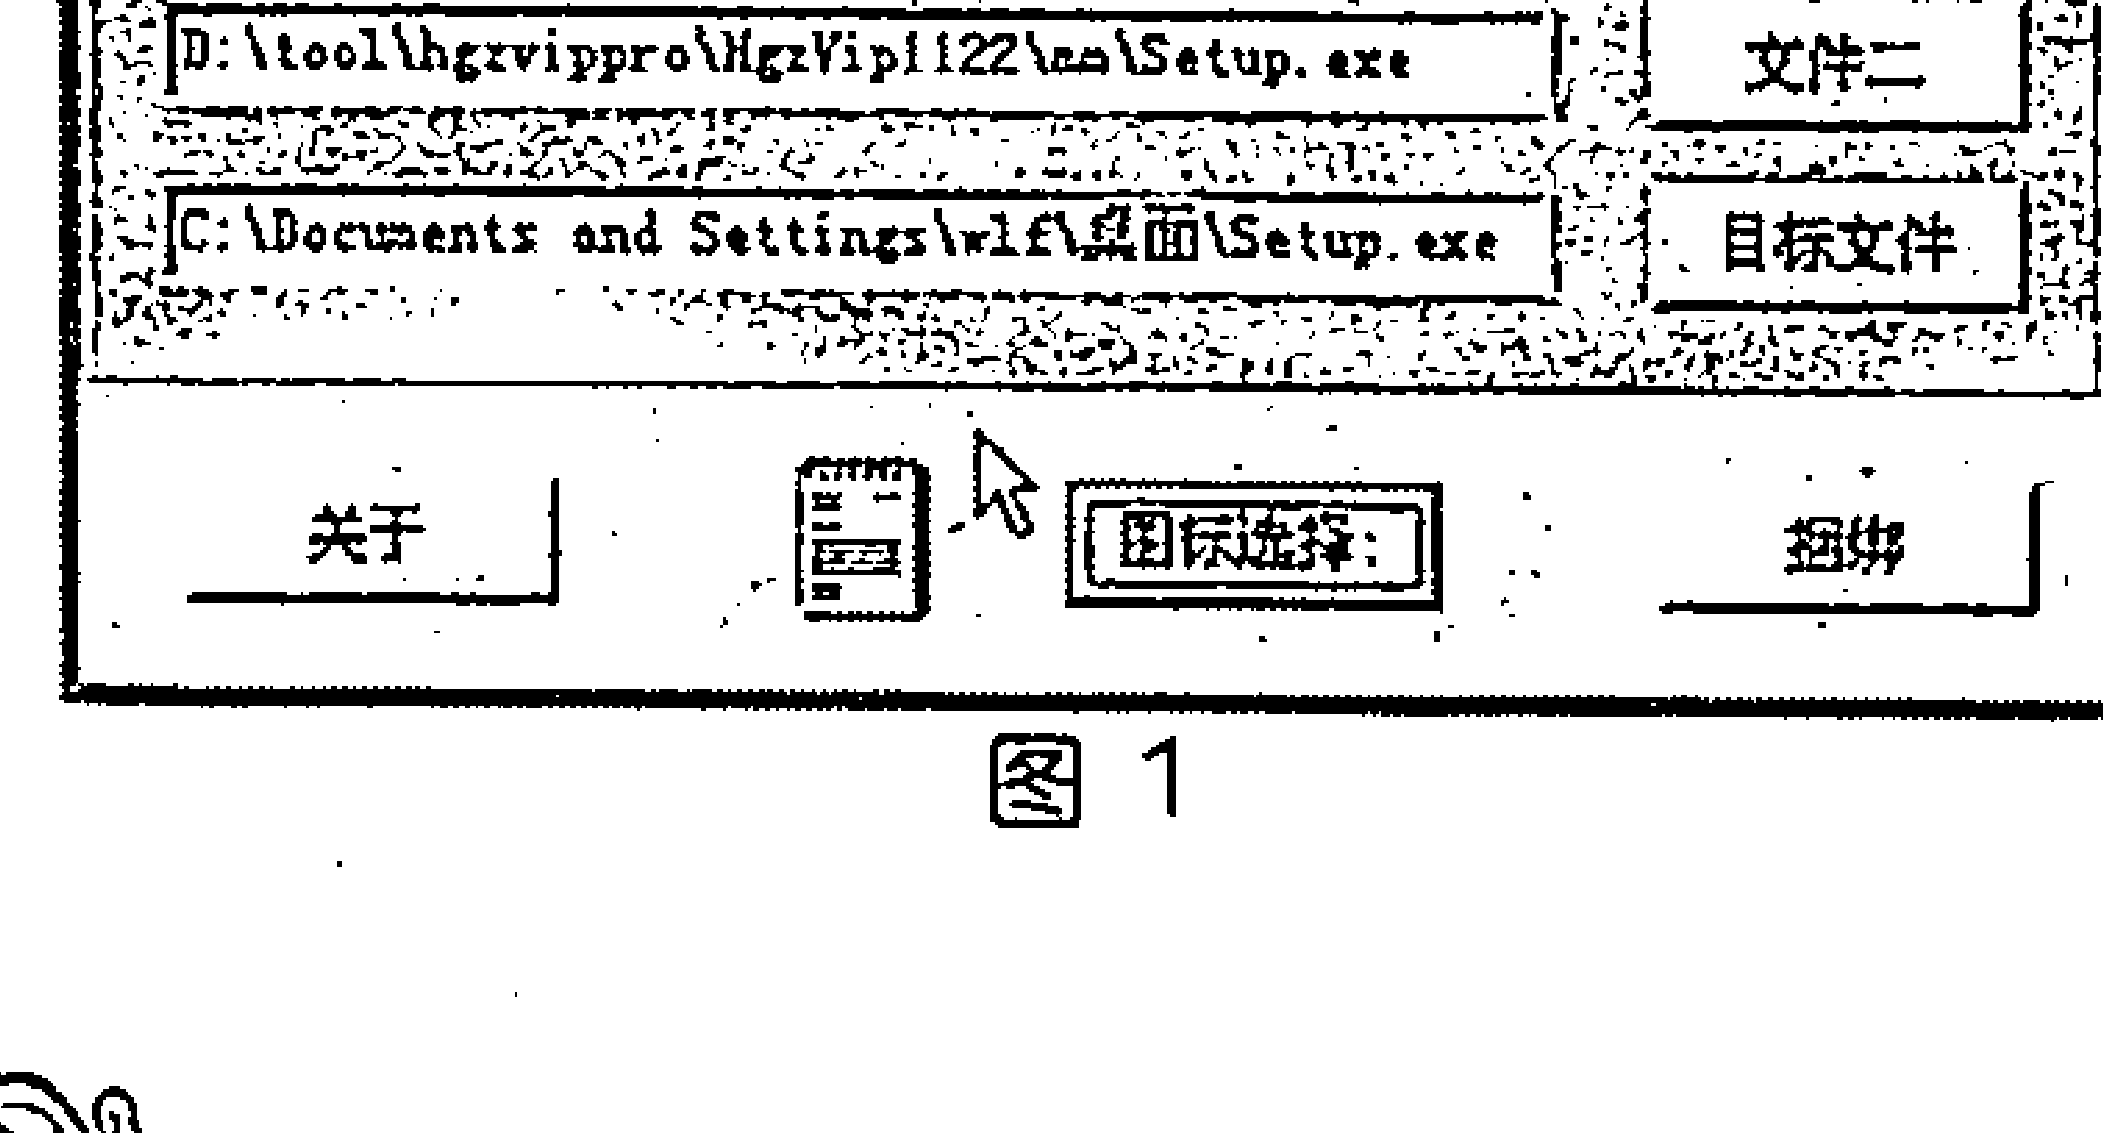 D:\tool\hgzvippro\HgzVip1122\sm\Setup.exe 文件二
C:\Documents and Settings\wlf\桌面\Setup.exe 目标文件
关于 图标选择: 捆绑
图 1